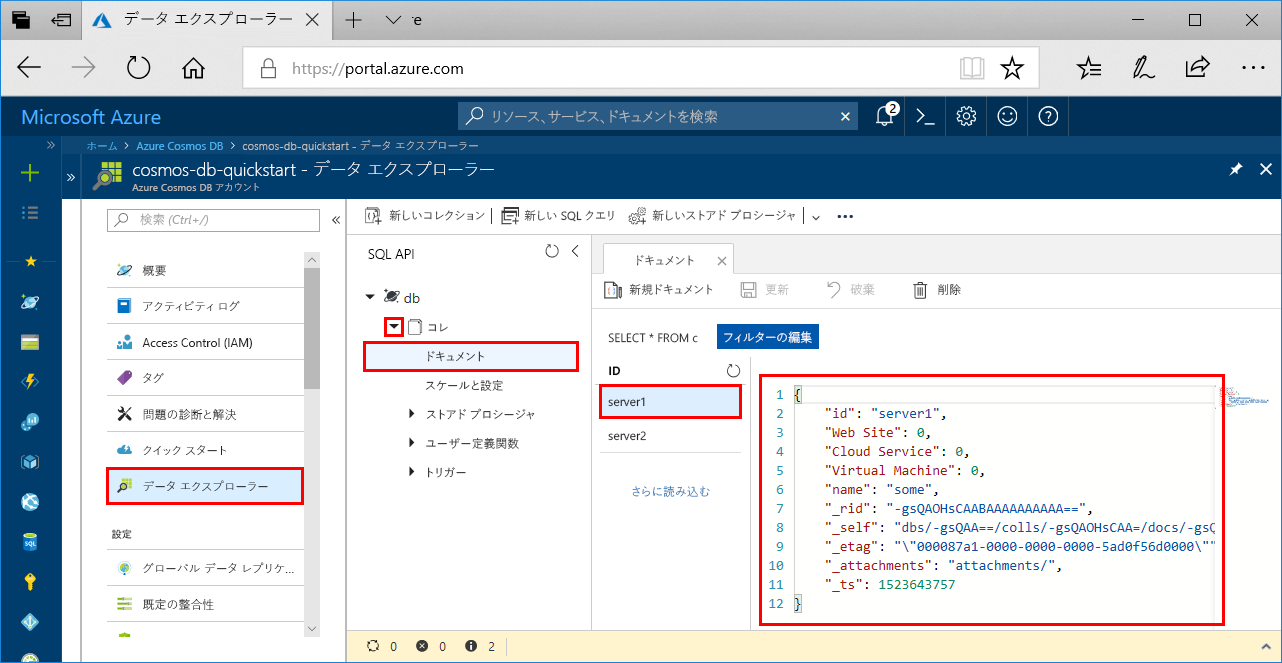 データ エクスプローラー
re
https://portal.azure.com
Microsoft Azure
リソース、サービス、ドキュメントを検索
2
ホーム > Azure Cosmos DB > cosmos-db-quickstart - データ エクスプローラー
cosmos-db-quickstart - データ エクスプローラー
Azure Cosmos DB アカウント
検索 (Ctrl+/)
概要
アクティビティ ログ
Access Control (IAM)
タグ
問題の診断と解決
クイック スタート
データ エクスプローラー
設定
グローバル データ レプリケ...
既定の整合性
SQL
新しいコレクション
新しい SQL クエリ
新しいストアド プロシージャ
SQL API
db
コレ
ドキュメント
スケールと設定
ストアド プロシージャ
ユーザー定義関数
トリガー
ドキュメント
新規ドキュメント
更新
破棄
削除
SELECT * FROM c
フィルターの編集
ID
server1
server2
さらに読み込む
1 {
2 "id": "server1",
3 "Web Site": 0,
4 "Cloud Service": 0,
5 "Virtual Machine": 0,
6 "name": "some",
7 "_rid": "-gsQAOHsCAABAAAAAAAAAA==",
8 "_self": "dbs/-gsQAA==/colls/-gsQAOHsCAA=/docs/-gsQ
9 "_etag": "\"000087a1-0000-0000-0000-5ad0f56d0000\""
10 "_attachments": "attachments/",
11 "_ts": 1523643757
12 }
0 0 2